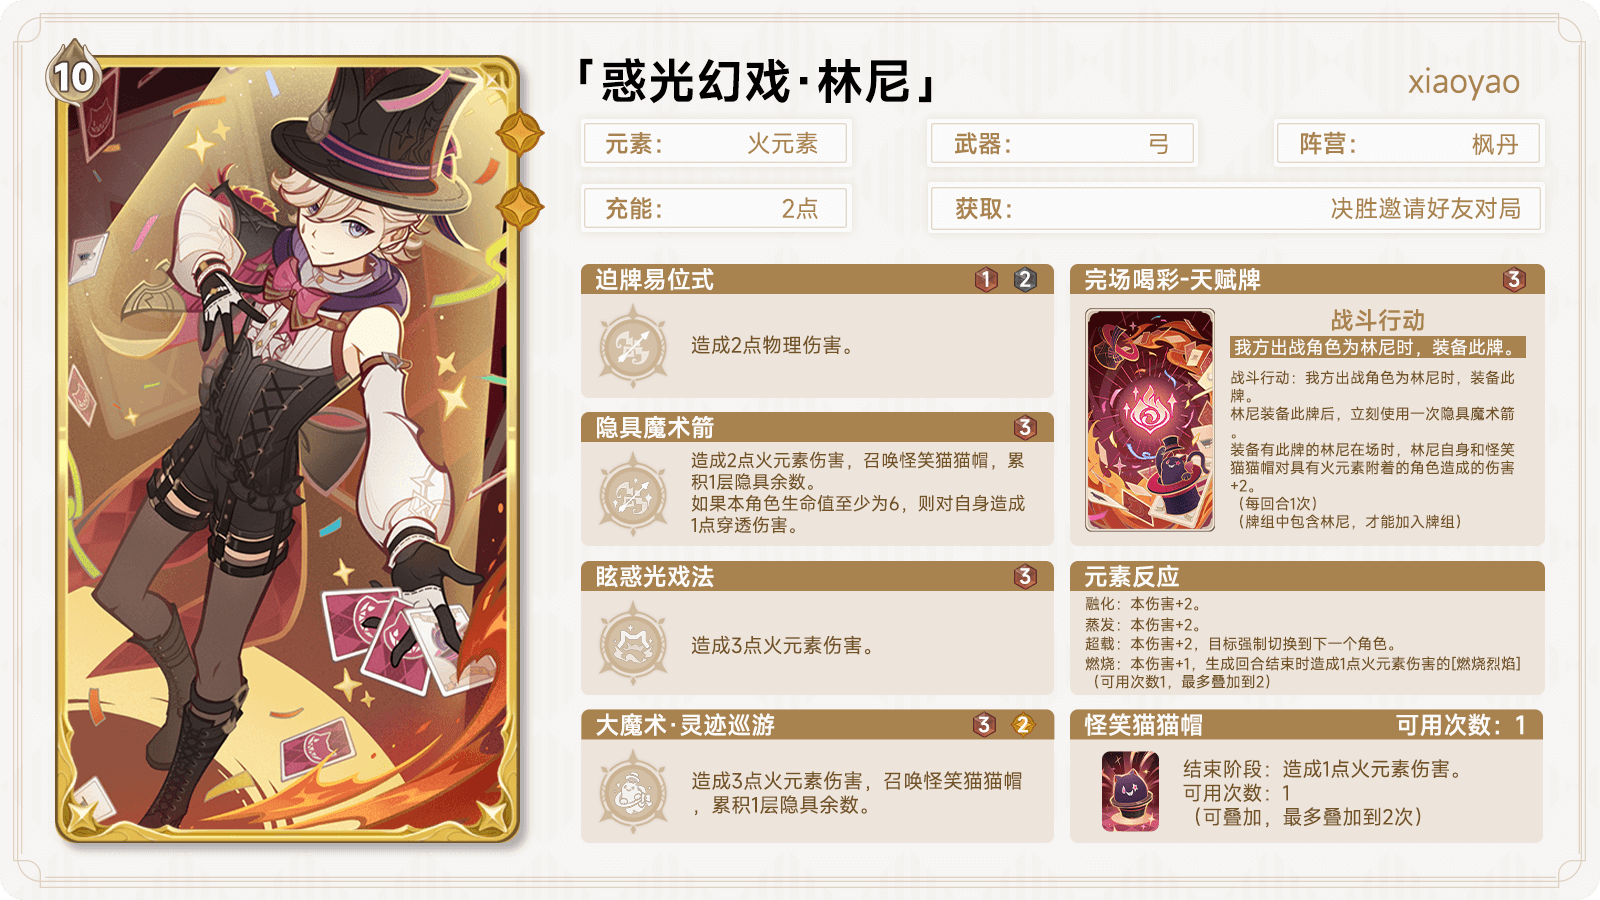 10
「惑光幻戏·林尼」
xiaoyao
元素： 火元素
武器： 弓
阵营： 枫丹
充能： 2点
获取： 决胜邀请好友对局
迫牌易位式 1 2
造成2点物理伤害。
隐具魔术箭 3
造成2点火元素伤害，召唤怪笑猫猫帽，累
积1层隐具余数。
如果本角色生命值至少为6，则对自身造成
1点穿透伤害。
眩惑光戏法 3
造成3点火元素伤害。
大魔术·灵迹巡游 3 2
造成3点火元素伤害，召唤怪笑猫猫帽
，累积1层隐具余数。
完场喝彩-天赋牌 3
战斗行动
我方出战角色为林尼时，装备此牌。
战斗行动：我方出战角色为林尼时，装备此
牌。
林尼装备此牌后，立刻使用一次隐具魔术箭
。
装备有此牌的林尼在场时，林尼自身和怪笑
猫猫帽对具有火元素附着的角色造成的伤害
+2。
（每回合1次）
（牌组中包含林尼，才能加入牌组）
元素反应
融化：本伤害+2。
蒸发：本伤害+2。
超载：本伤害+2，目标强制切换到下一个角色。
燃烧：本伤害+1，生成回合结束时造成1点火元素伤害的[燃烧烈焰]
（可用次数1，最多叠加到2）
怪笑猫猫帽 可用次数：1
结束阶段：造成1点火元素伤害。
可用次数：1
（可叠加，最多叠加到2次）